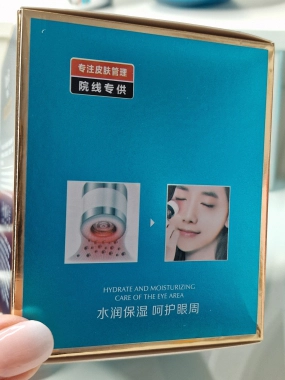 专注皮肤管理
院线专供
HYDRATE AND MOISTURIZING
CARE OF THE EYE AREA
水润保湿 呵护眼周